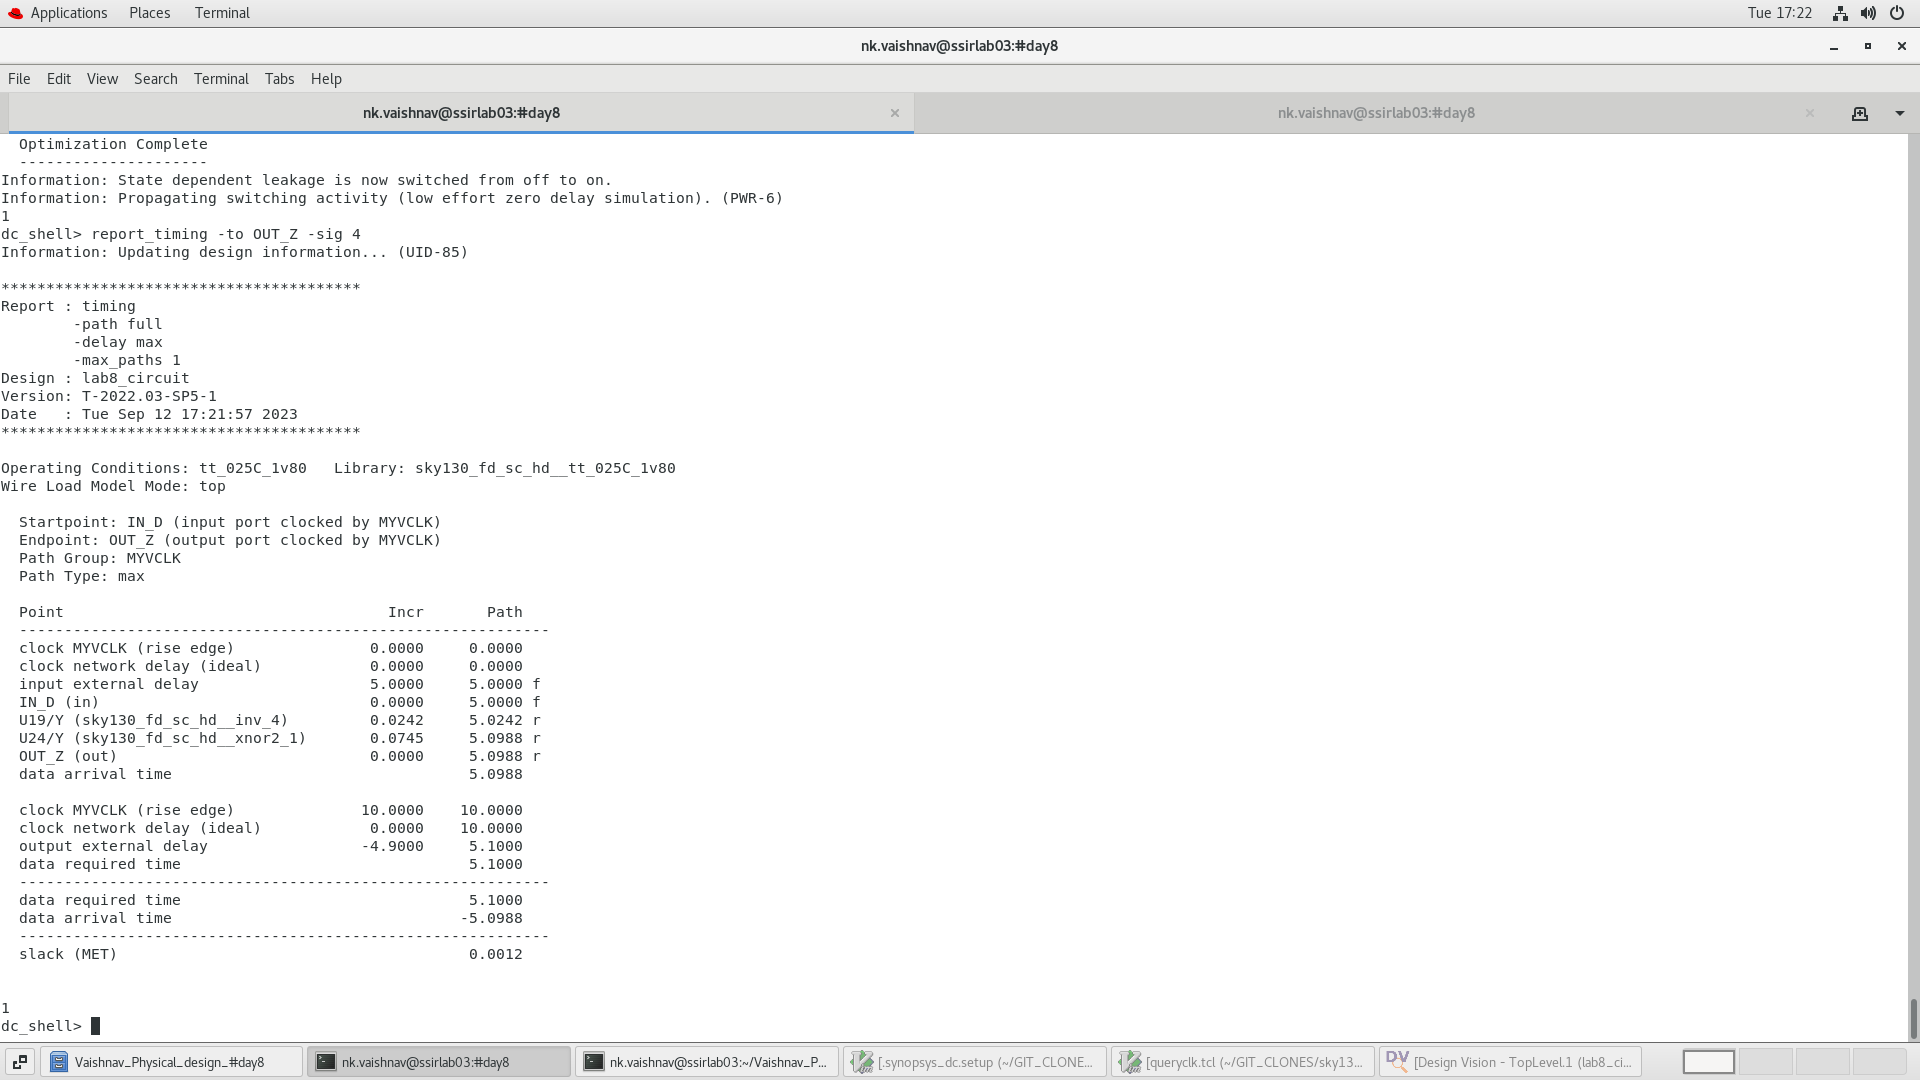 Applications Places Terminal Tue 17:22
nk.vaishnav@ssirlab03:#day8
File Edit View Search Terminal Tabs Help
nk.vaishnav@ssirlab03:#day8 × nk.vaishnav@ssirlab03:#day8 ×
  Optimization Complete
  ---------------------
Information: State dependent leakage is now switched from off to on.
Information: Propagating switching activity (low effort zero delay simulation). (PWR-6)
1
dc_shell> report_timing -to OUT_Z -sig 4
Information: Updating design information... (UID-85)
****************************************
Report : timing
        -path full
        -delay max
        -max_paths 1
Design : lab8_circuit
Version: T-2022.03-SP5-1
Date   : Tue Sep 12 17:21:57 2023
****************************************
Operating Conditions: tt_025C_1v80   Library: sky130_fd_sc_hd__tt_025C_1v80
Wire Load Model Mode: top
  Startpoint: IN_D (input port clocked by MYVCLK)
  Endpoint: OUT_Z (output port clocked by MYVCLK)
  Path Group: MYVCLK
  Path Type: max
  Point                                    Incr       Path
  -----------------------------------------------------------
  clock MYVCLK (rise edge)               0.0000     0.0000
  clock network delay (ideal)            0.0000     0.0000
  input external delay                   5.0000     5.0000 f
  IN_D (in)                              0.0000     5.0000 f
  U19/Y (sky130_fd_sc_hd__inv_4)         0.0242     5.0242 r
  U24/Y (sky130_fd_sc_hd__xnor2_1)       0.0745     5.0988 r
  OUT_Z (out)                            0.0000     5.0988 r
  data arrival time                                 5.0988
  clock MYVCLK (rise edge)              10.0000    10.0000
  clock network delay (ideal)            0.0000    10.0000
  output external delay                 -4.9000     5.1000
  data required time                                5.1000
  -----------------------------------------------------------
  data required time                                5.1000
  data arrival time                                -5.0988
  -----------------------------------------------------------
  slack (MET)                                       0.0012
1
dc_shell>
Vaishnav_Physical_design_#day8 nk.vaishnav@ssirlab03:#day8 nk.vaishnav@ssirlab03:~/Vaishnav_P... [.synopsys_dc.setup (~/GIT_CLONE... [queryclk.tcl (~/GIT_CLONES/sky13... DV [Design Vision - TopLevel.1 (lab8_ci...